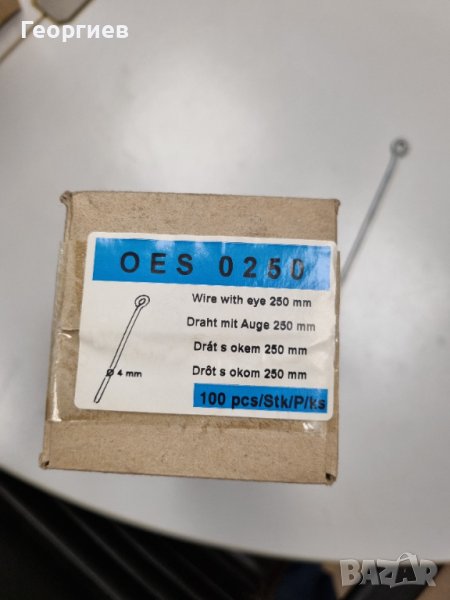 Георгиев
OES 0250
Wire with eye 250 mm
Draht mit Auge 250 mm
Drát s okem 250 mm
Drôt s okom 250 mm
Ø 4 mm
100 pcs/Stk/P/ks
BAZAR